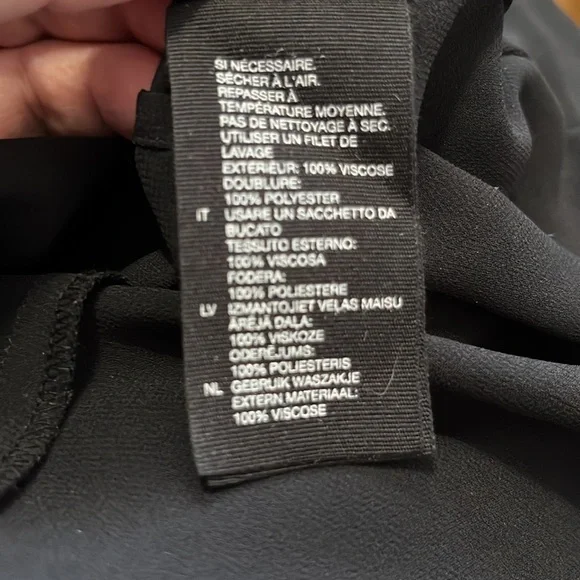 SI NÉCESSAIRE.
SÉCHER À L'AIR.
REPASSER À
TEMPÉRATURE MOYENNE.
PAS DE NETTOYAGE À SEC.
UTILISER UN FILET DE
LAVAGE
EXTÉRIEUR: 100% VISCOSE
DOUBLURE:
100% POLYESTER
IT USARE UN SACCHETTO DA
BUCATO
TESSUTO ESTERNO:
100% VISCOSA
FODERA:
100% POLIESTERE
LV IZMANTOJIET VEĻAS MAISU
ĀRĒJĀ DAĻA:
100% VISKOZE
ODERĒJUMS:
100% POLIESTERIS
NL GEBRUIK WASZAKJE
EXTERN MATERIAAL:
100% VISCOSE